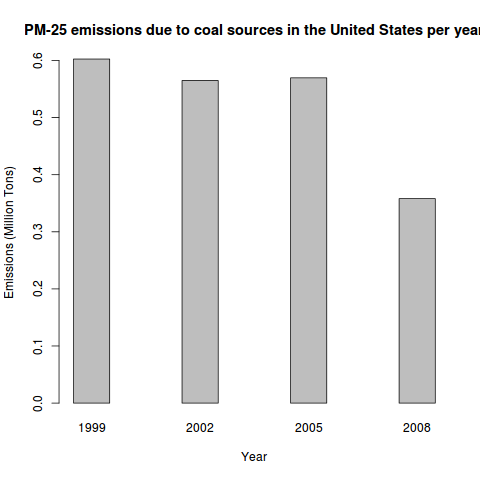 PM-25 emissions due to coal sources in the United States per year
Emissions (Million Tons)
0.6
0.5
0.4
0.3
0.2
0.1
0.0
1999 2002 2005 2008
Year